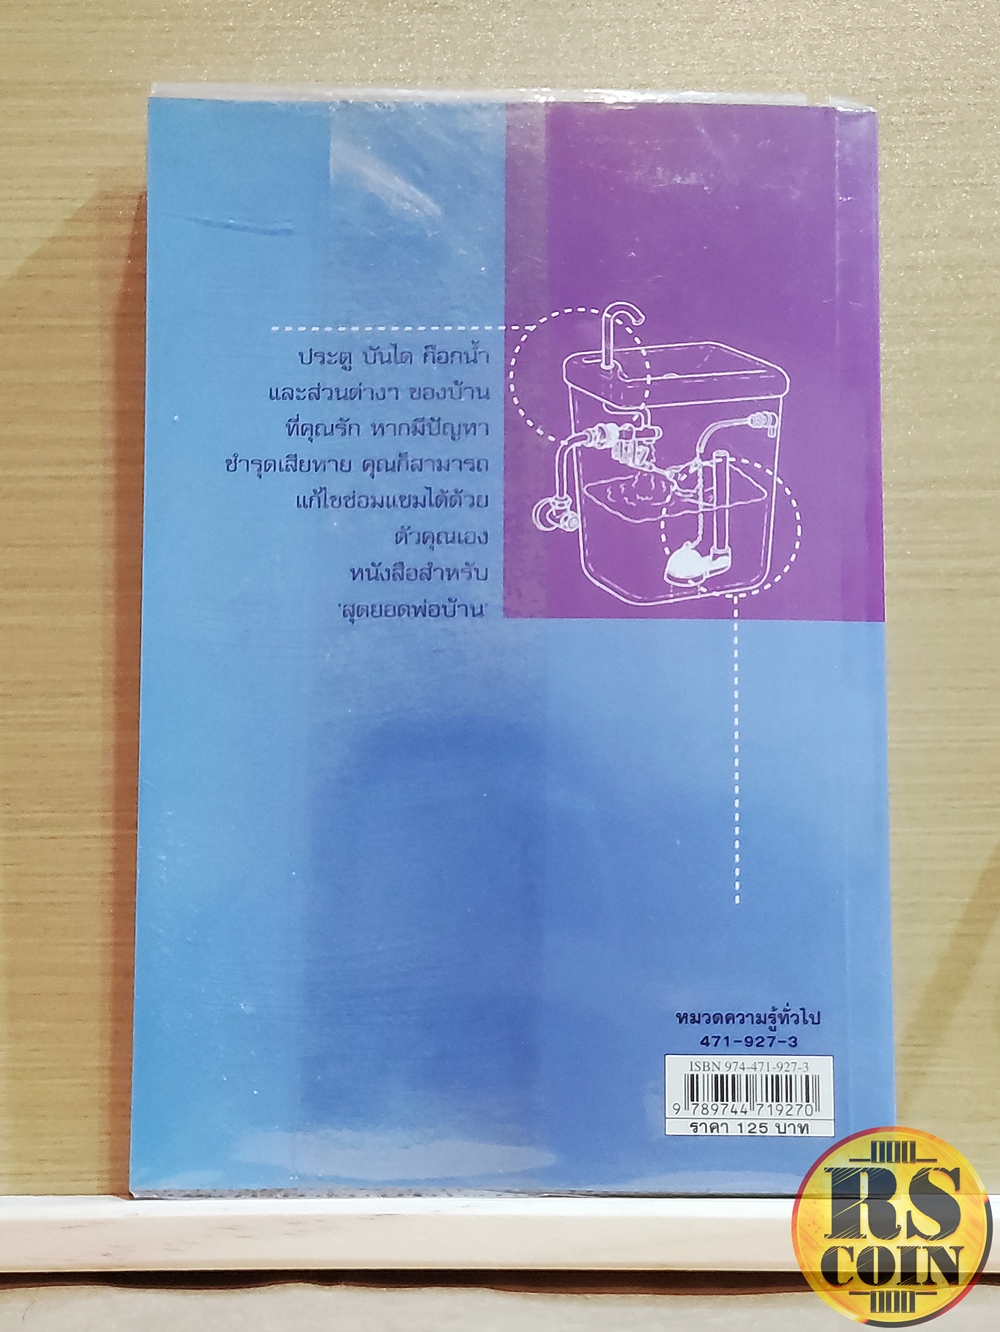 ประตู บันได ก๊อกน้ำ
และส่วนต่างๆ ของบ้าน
ที่คุณรัก หากมีปัญหา
ชำรุดเสียหาย คุณก็สามารถ
แก้ไขซ่อมแซมได้ด้วย
ตัวคุณเอง
หนังสือสำหรับ
'สุดยอดพ่อบ้าน'
หมวดความรู้ทั่วไป
471-927-3
ISBN 974-471-927-3
9 789744 719270
ราคา 125 บาท
RS
COIN